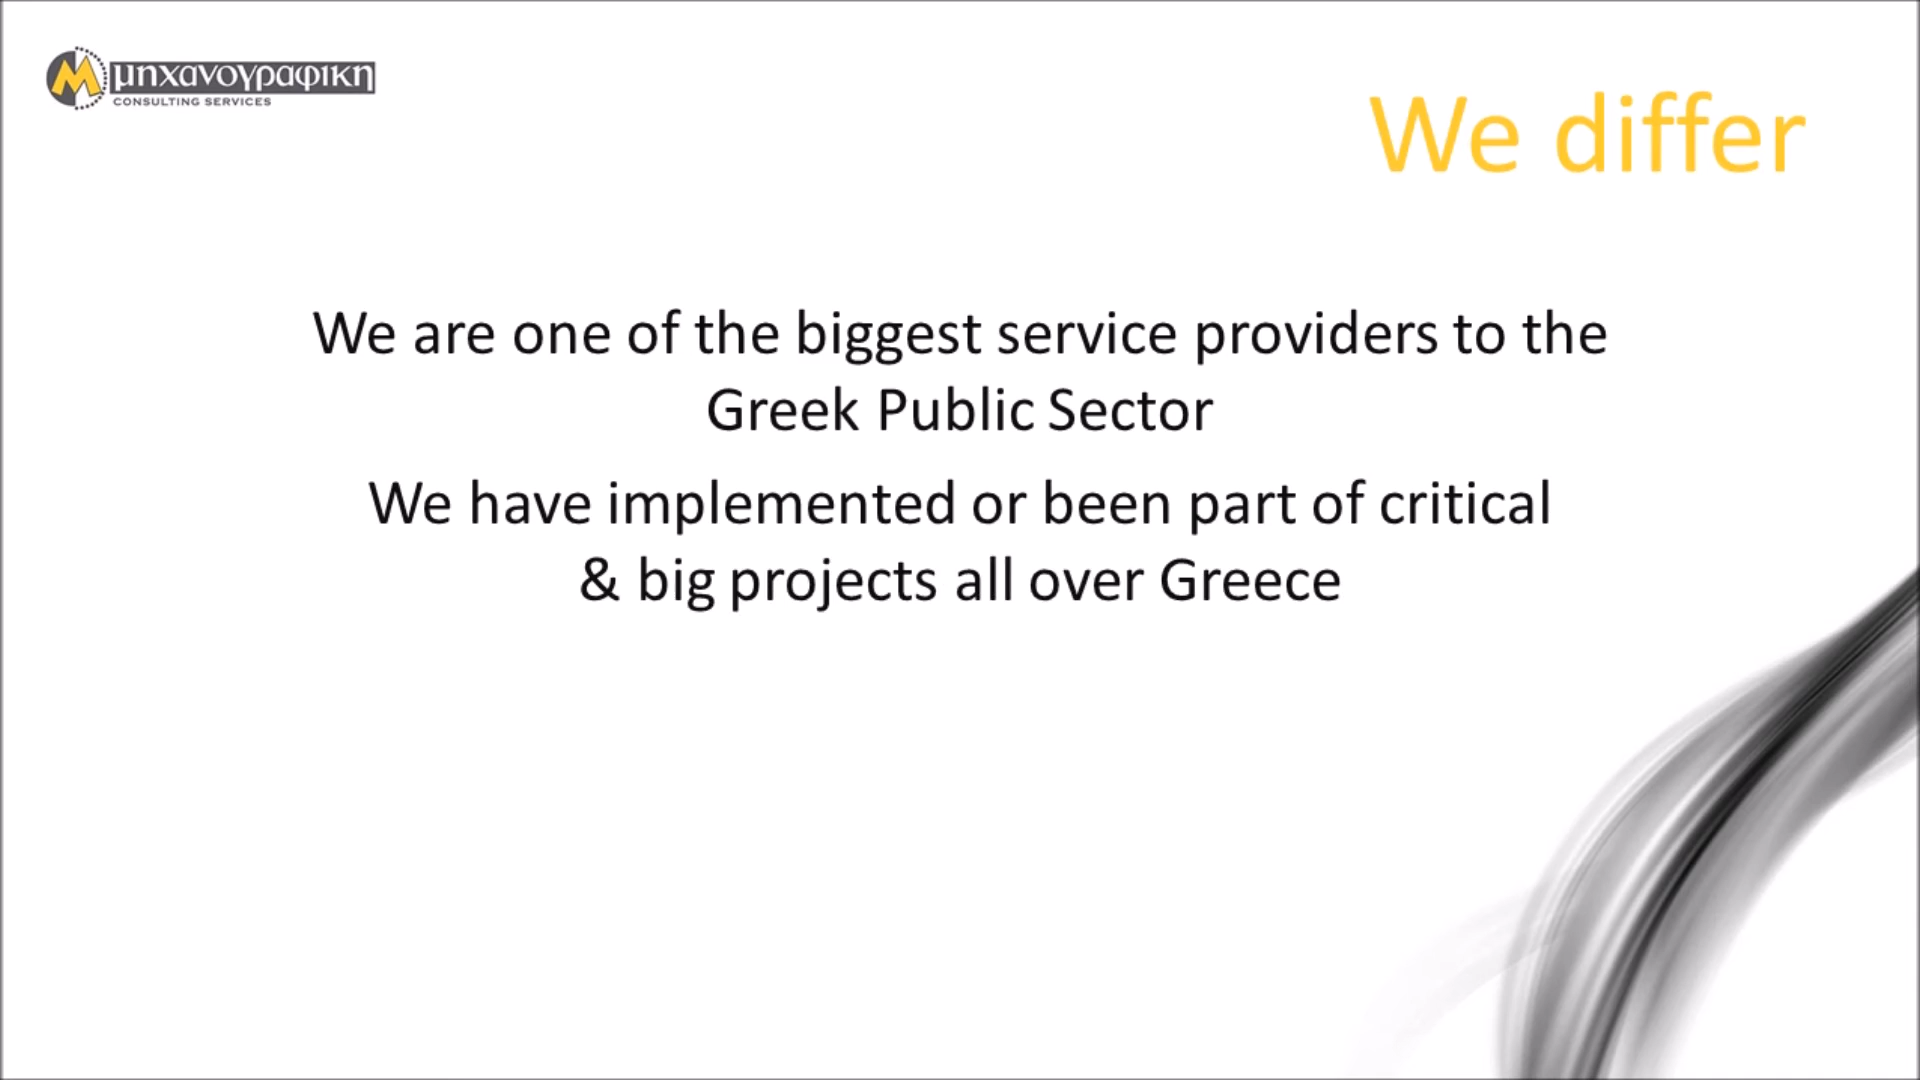 μηχανογραφικη
CONSULTING SERVICES
We differ
We are one of the biggest service providers to the
Greek Public Sector
We have implemented or been part of critical
& big projects all over Greece